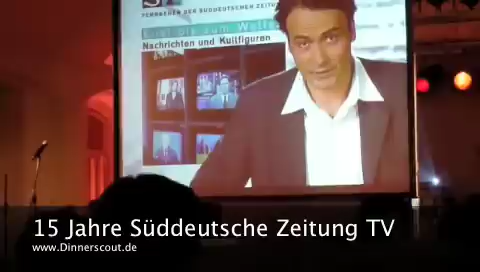 FERNSEHEN DER SÜDDEUTSCHEN ZEITUNG
Nachrichten und Kultfiguren
15 Jahre Süddeutsche Zeitung TV
www.Dinnerscout.de